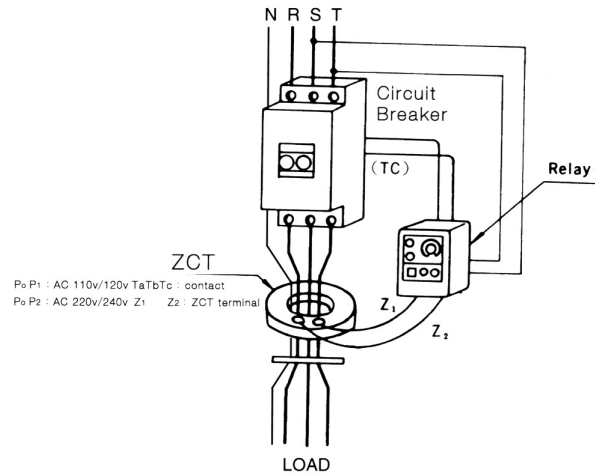 N R S T
Circuit
Breaker
(TC)
Relay
ZCT
Po P1 : AC 110v/120v TaTbTc : contact
Po P2 : AC 220v/240v Z1 Z2 : ZCT terminal
Z1
Z2
LOAD